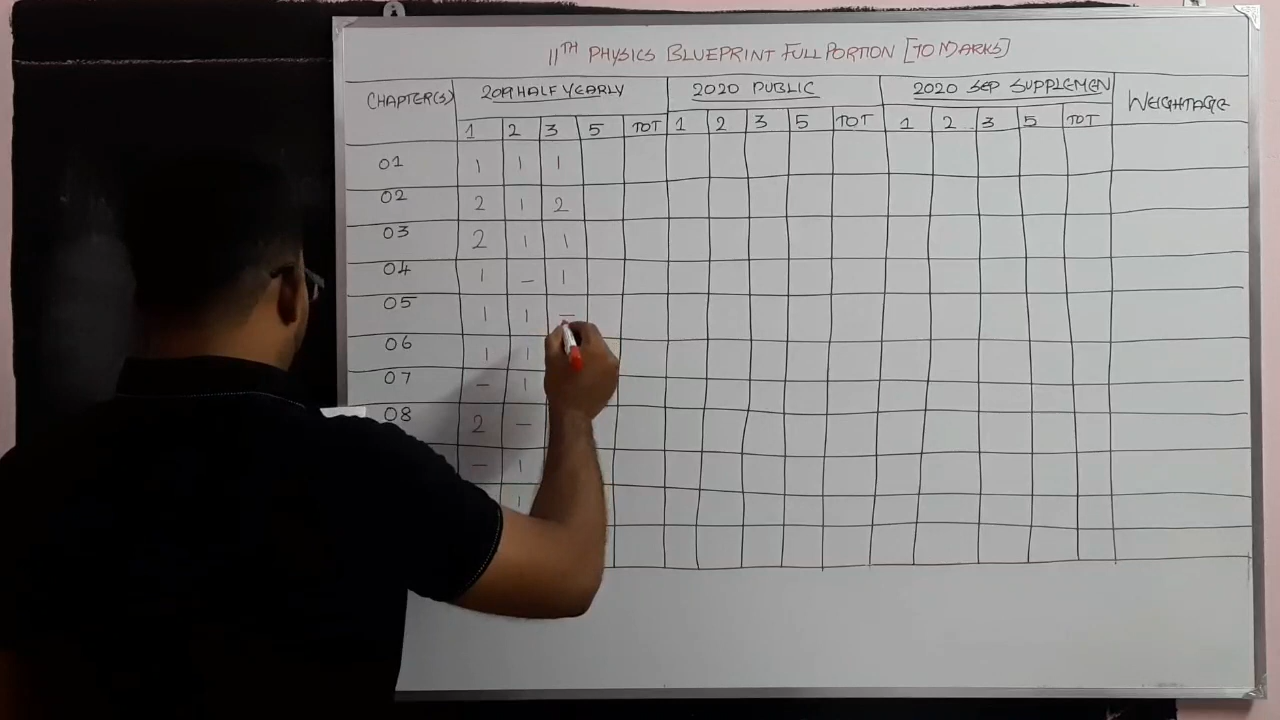 11TH PHYSICS BLUEPRINT FULL PORTION [70 MARKS]
CHAPTER(S) 2019 HALF YEARLY 2020 PUBLIC 2020 SEP SUPPLEMEN WEIGHTAGE
1 2 3 5 TOT 1 2 3 5 TOT 1 2 3 5 TOT
01 1 1 1
02 2 1 2
03 2 1 1
04 1 - 1
05 1 1 -
06 1 1
07 - 1
08 2 -
- 1
1